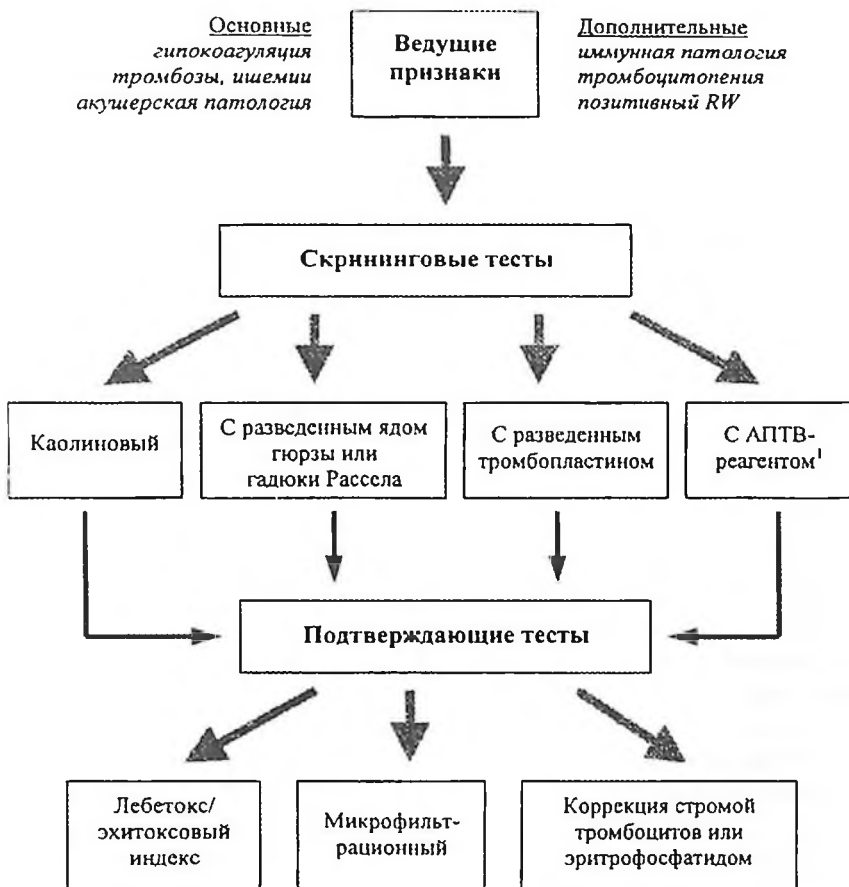 Основные
гипокоагуляция
тромбозы, ишемии
акушерская патология
Ведущие
признаки
Дополнительные
иммунная патология
тромбоцитопения
позитивный RW
Скрининговые тесты
Каолиновый
С разведенным ядом
гюрзы или
гадюки Рассела
С разведенным
тромбопластином
С АПТВ-
реагентом¹
Подтверждающие тесты
Лебетокс/
эхитоксовый
индекс
Микрофильт-
рационный
Коррекция стромой
тромбоцитов или
эритрофосфатидом